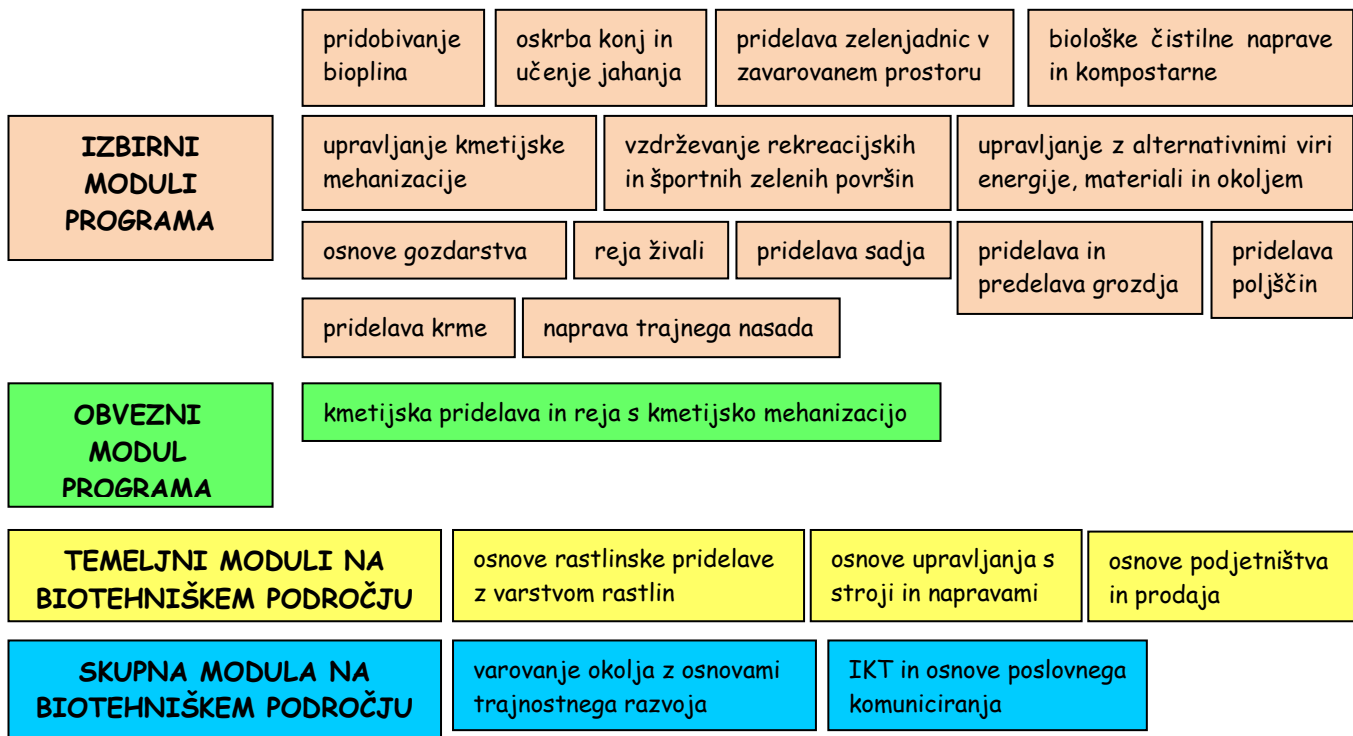 pridobivanje
bioplina
oskrba konj in
učenje jahanja
pridelava zelenjadnic v
zavarovanem prostoru
biološke čistilne naprave
in kompostarne
IZBIRNI
MODULI
PROGRAMA
upravljanje kmetijske
mehanizacije
vzdrževanje rekreacijskih
in športnih zelenih površin
upravljanje z alternativnimi viri
energije, materiali in okoljem
osnove gozdarstva
reja živali
pridelava sadja
pridelava in
predelava grozdja
pridelava
poljščin
pridelava krme
naprava trajnega nasada
OBVEZNI
MODUL
PROGRAMA
kmetijska pridelava in reja s kmetijsko mehanizacijo
TEMELJNI MODULI NA
BIOTEHNIŠKEM PODROČJU
osnove rastlinske pridelave
z varstvom rastlin
osnove upravljanja s
stroji in napravami
osnove podjetništva
in prodaja
SKUPNA MODULA NA
BIOTEHNIŠKEM PODROČJU
varovanje okolja z osnovami
trajnostnega razvoja
IKT in osnove poslovnega
komuniciranja